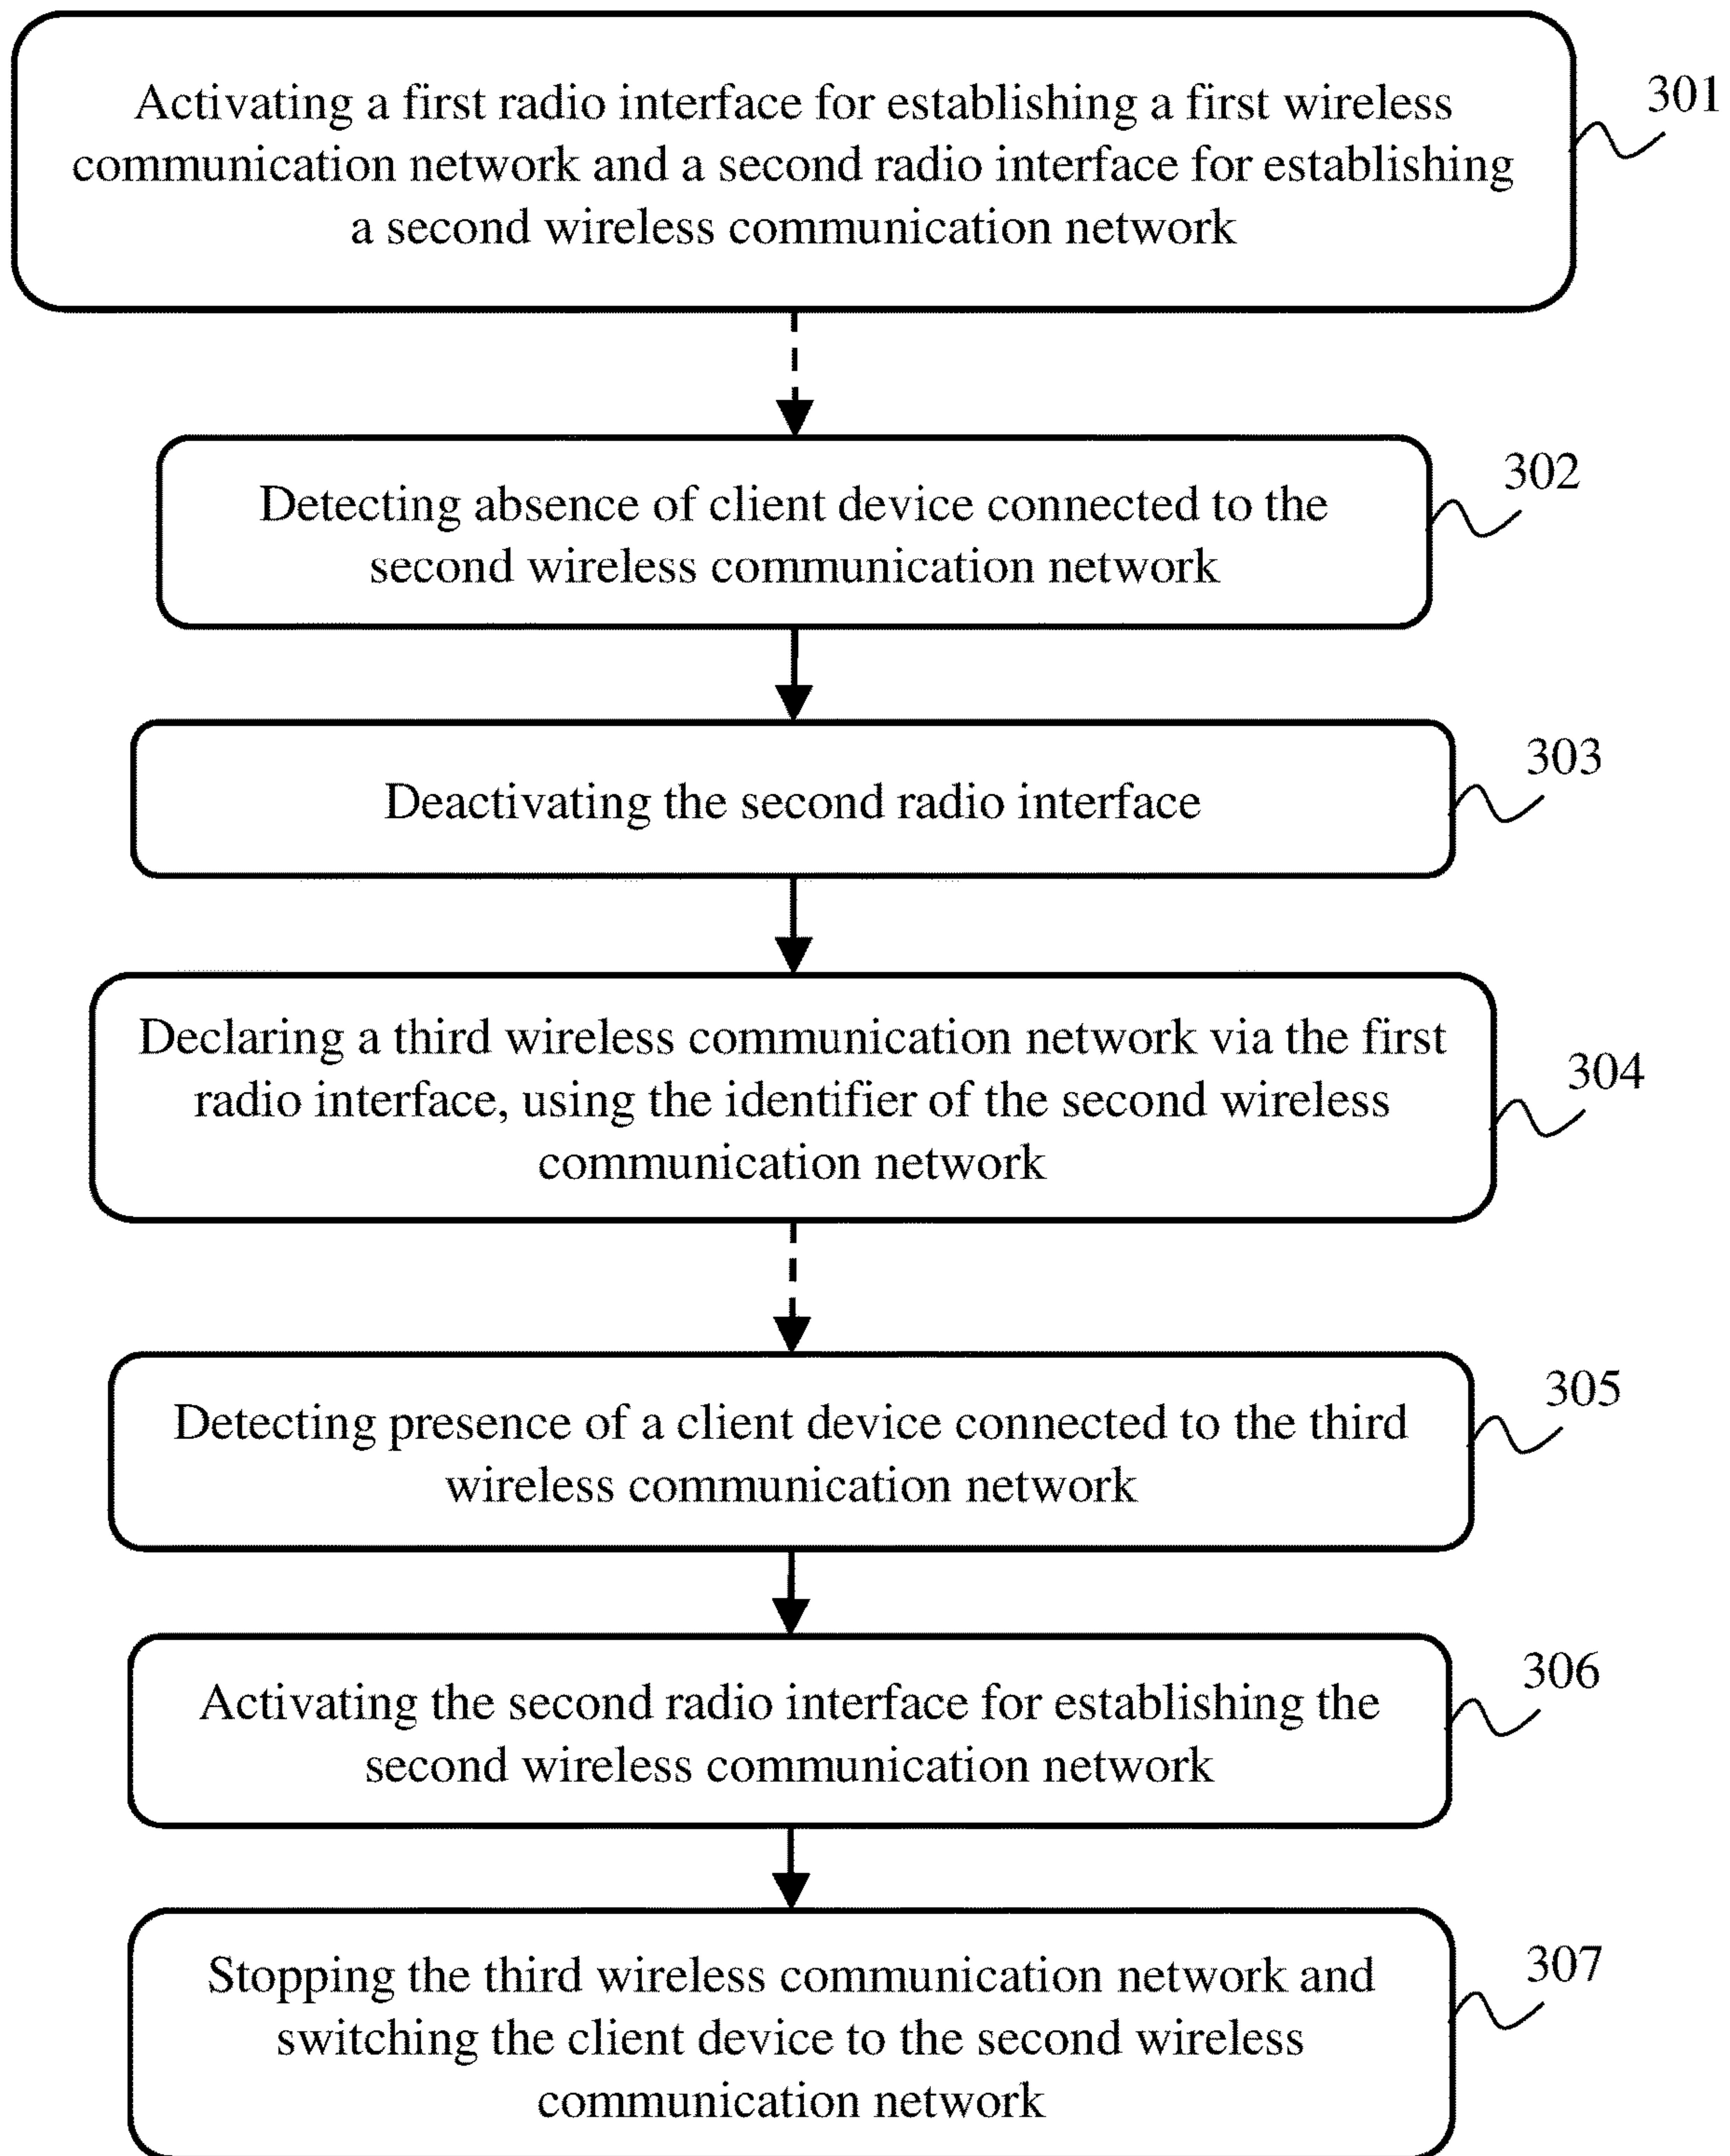 Activating a first radio interface for establishing a first wireless
communication network and a second radio interface for establishing
a second wireless communication network
301
Detecting absence of client device connected to the
second wireless communication network
302
Deactivating the second radio interface
303
Declaring a third wireless communication network via the first
radio interface, using the identifier of the second wireless
communication network
304
Detecting presence of a client device connected to the third
wireless communication network
305
Activating the second radio interface for establishing the
second wireless communication network
306
Stopping the third wireless communication network and
switching the client device to the second wireless
communication network
307